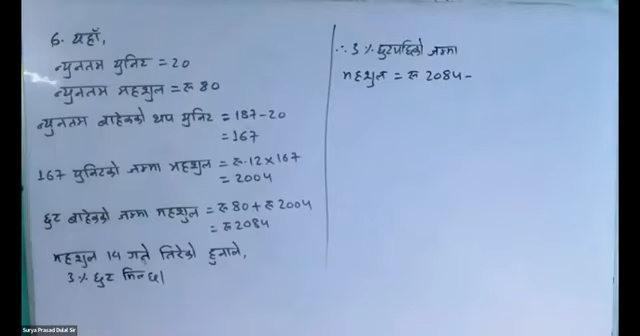 6. यहाँ,
न्युनतम युनिट = 20
न्युनतम महशुल = रू 80
न्युनतम बाहेकको थप युनिट = 187 - 20
= 167
167 युनिटको जम्मा महशुल = रू. 12 × 167
= 2004
छुट बाहेकको जम्मा महशुल = रू 80 + रू 2004
= रू 2084
महशुल 14 गते तिरेको हुनाले,
3% छुट मिल्छ।
∴ 3% छुटपछिको जम्मा
महशुल = रू 2084 -
Surya Prasad Dulal Sir